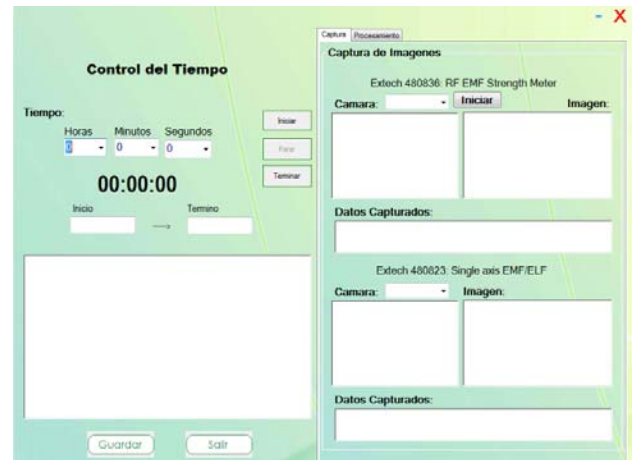 - X
Captura Procesamiento
Captura de Imagenes
Control del Tiempo
Extech 480836: RF EMF Strength Meter
Camara: Iniciar Imagen:
Tiempo:
Horas Minutos Segundos
0 0 0
Iniciar
Parar
Terminar
00:00:00
Inicio Termino
Datos Capturados:
Extech 480823: Single axis EMF/ELF
Camara: Imagen:
Datos Capturados:
Guardar Salir